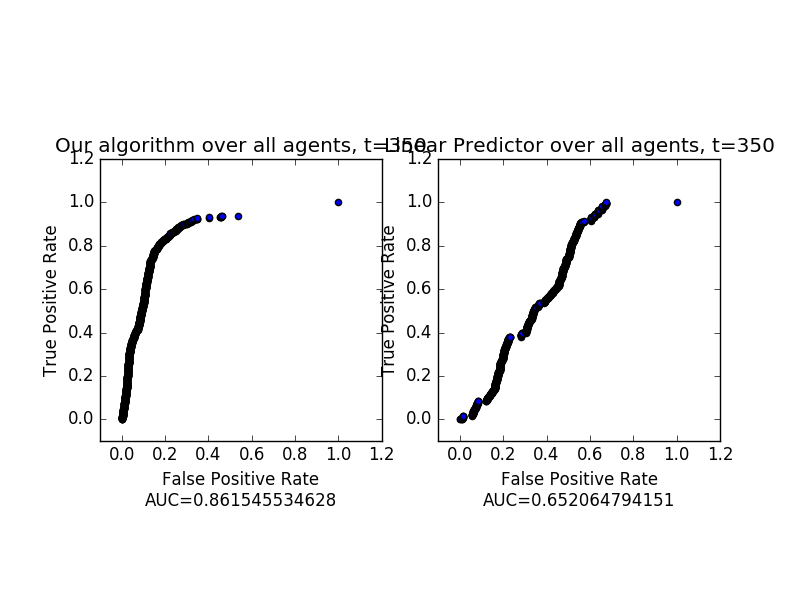 Our algorithm over all agents, t=350
Linear Predictor over all agents, t=350
True Positive Rate
1.2
1.0
0.8
0.6
0.4
0.2
0.0
0.0 0.2 0.4 0.6 0.8 1.0 1.2
False Positive Rate
AUC=0.861545534628
True Positive Rate
1.2
1.0
0.8
0.6
0.4
0.2
0.0
0.0 0.2 0.4 0.6 0.8 1.0 1.2
False Positive Rate
AUC=0.652064794151